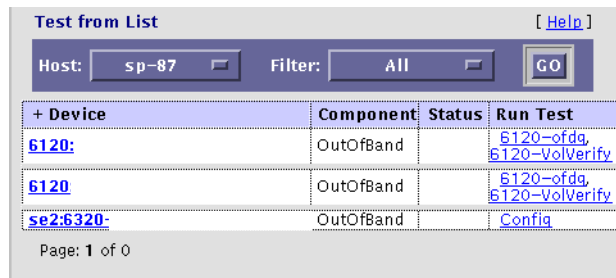 Test from List [ Help ]
Host: sp-87 Filter: All GO
+ Device Component Status Run Test
6120: OutOfBand 6120-ofdg,
6120-VolVerify
6120 OutOfBand 6120-ofdg,
6120-VolVerify
se2:6320- OutOfBand Config
Page: 1 of 0